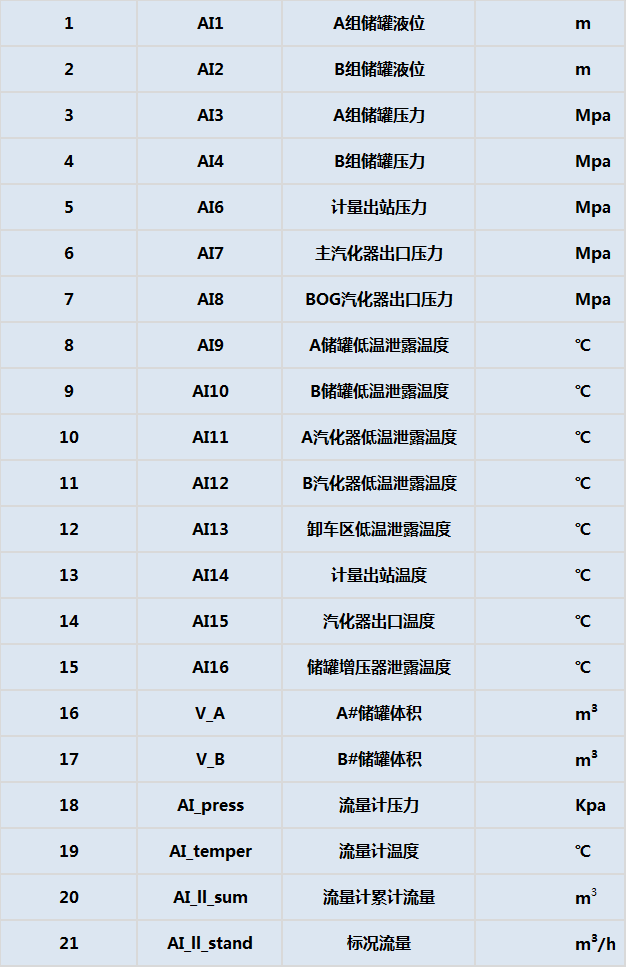 1 AI1 A组储罐液位 m
2 AI2 B组储罐液位 m
3 AI3 A组储罐压力 Mpa
4 AI4 B组储罐压力 Mpa
5 AI6 计量出站压力 Mpa
6 AI7 主汽化器出口压力 Mpa
7 AI8 BOG汽化器出口压力 Mpa
8 AI9 A储罐低温泄露温度 ℃
9 AI10 B储罐低温泄露温度 ℃
10 AI11 A汽化器低温泄露温度 ℃
11 AI12 B汽化器低温泄露温度 ℃
12 AI13 卸车区低温泄露温度 ℃
13 AI14 计量出站温度 ℃
14 AI15 汽化器出口温度 ℃
15 AI16 储罐增压器泄露温度 ℃
16 V_A A#储罐体积 m³
17 V_B B#储罐体积 m³
18 AI_press 流量计压力 Kpa
19 AI_temper 流量计温度 ℃
20 AI_ll_sum 流量计累计流量 m³
21 AI_ll_stand 标况流量 m³/h